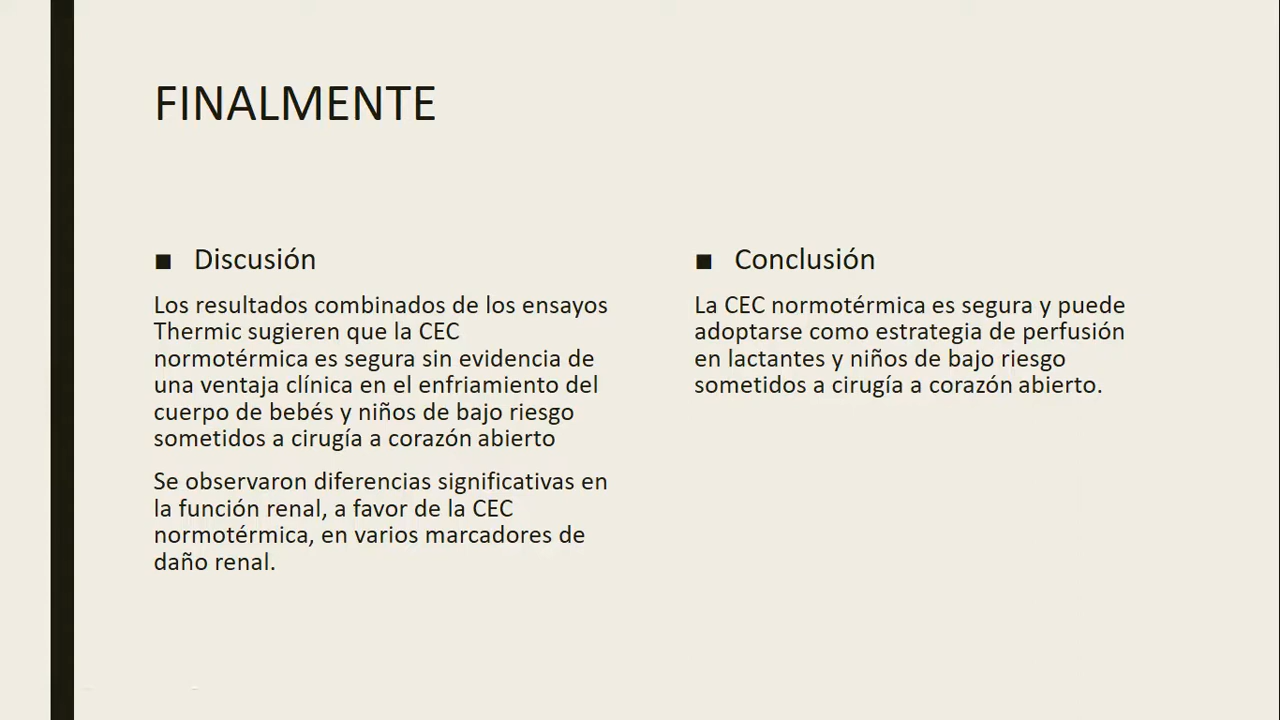 FINALMENTE
■ Discusión
Los resultados combinados de los ensayos
Thermic sugieren que la CEC
normotérmica es segura sin evidencia de
una ventaja clínica en el enfriamiento del
cuerpo de bebés y niños de bajo riesgo
sometidos a cirugía a corazón abierto
Se observaron diferencias significativas en
la función renal, a favor de la CEC
normotérmica, en varios marcadores de
daño renal.
■ Conclusión
La CEC normotérmica es segura y puede
adoptarse como estrategia de perfusión
en lactantes y niños de bajo riesgo
sometidos a cirugía a corazón abierto.